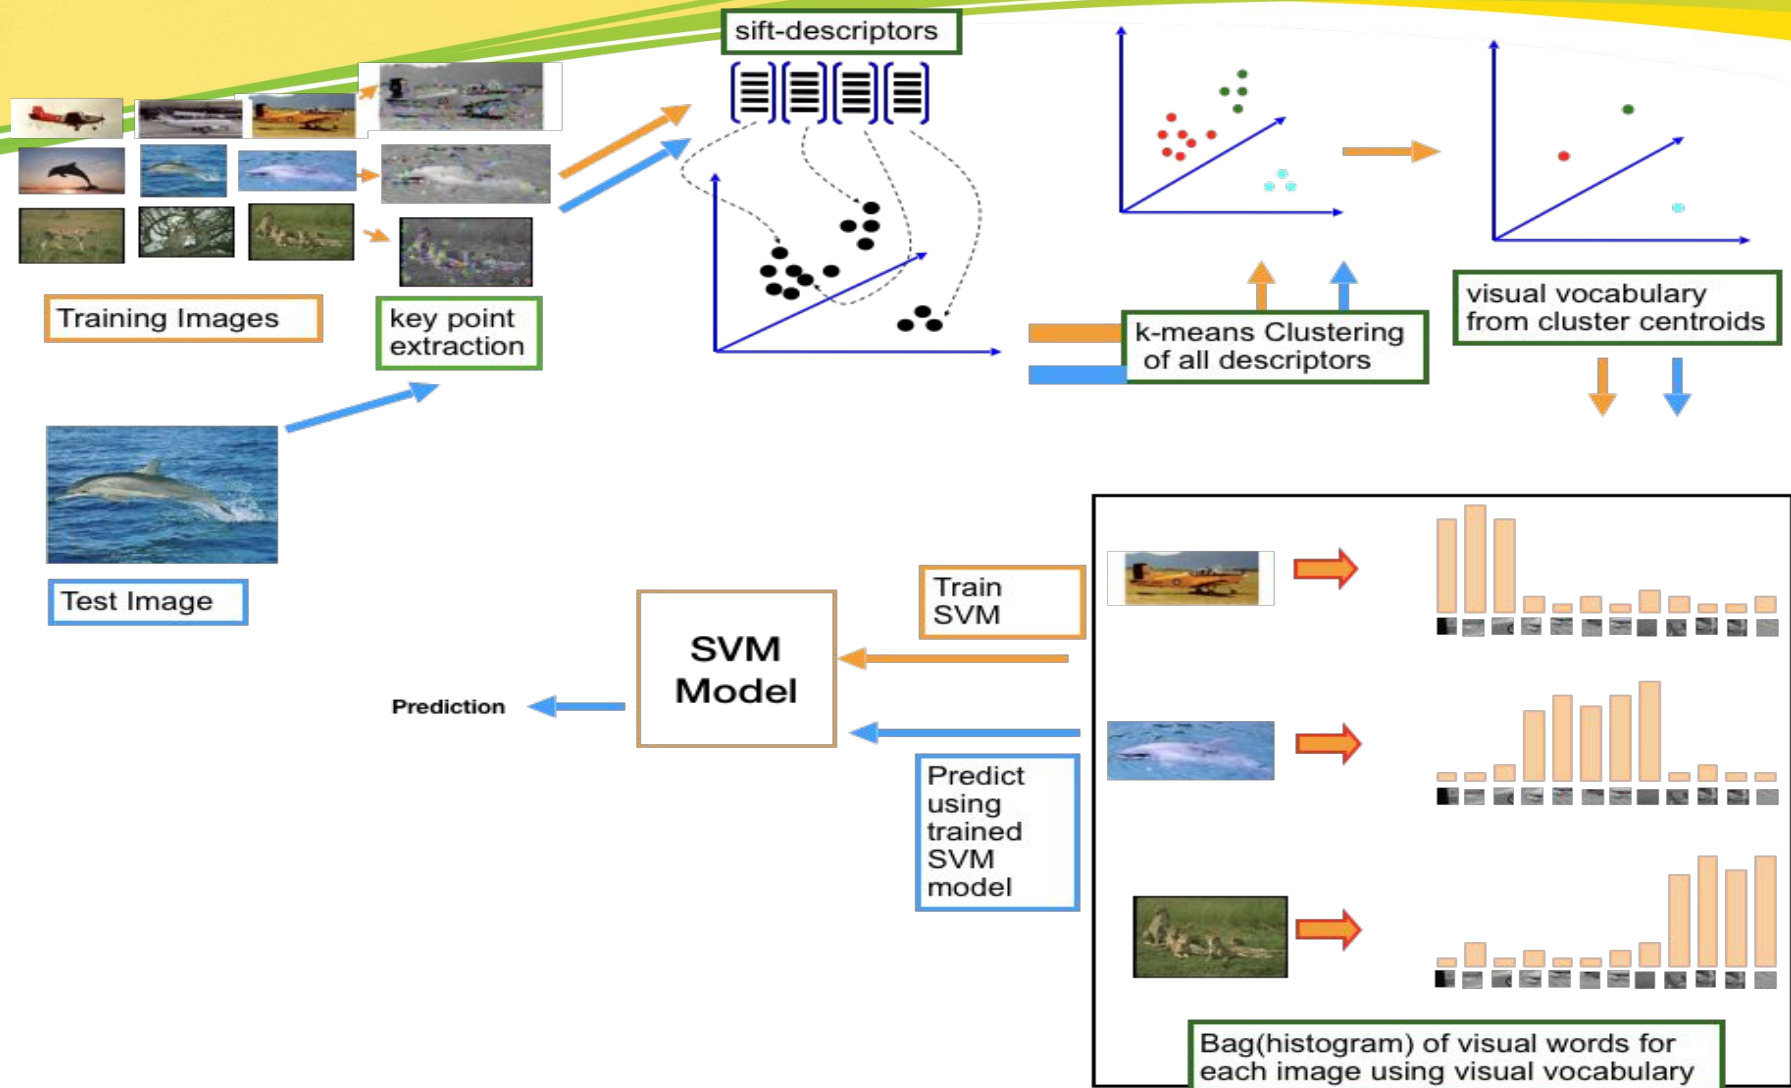 sift-descriptors
Training Images
key point
extraction
k-means Clustering
of all descriptors
visual vocabulary
from cluster centroids
Test Image
Train
SVM
SVM
Model
Prediction
Predict
using
trained
SVM
model
Bag(histogram) of visual words for
each image using visual vocabulary